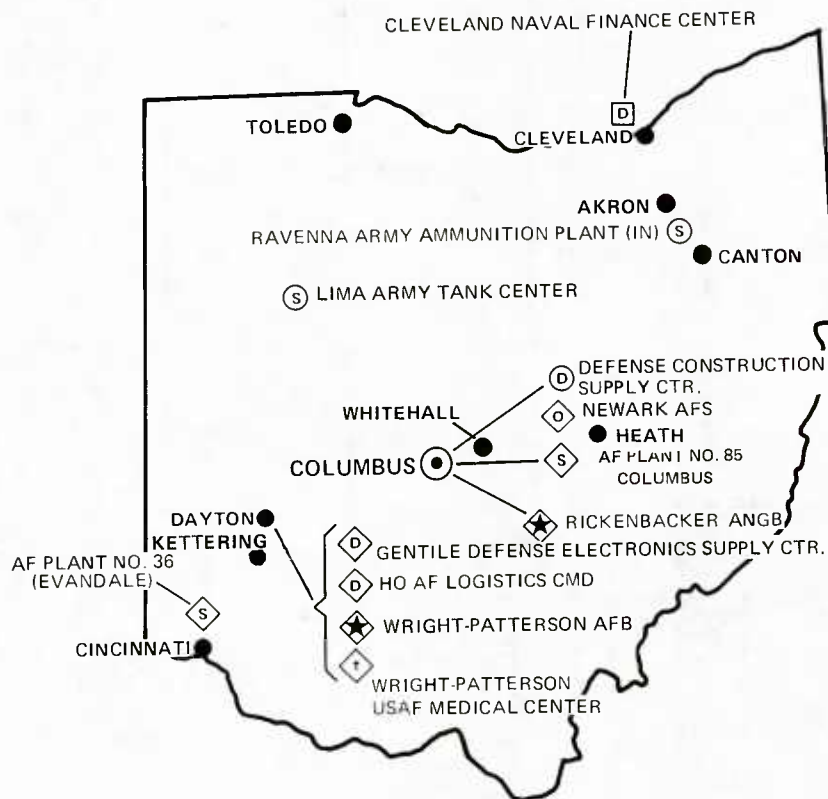 CLEVELAND NAVAL FINANCE CENTER
D
TOLEDO
CLEVELAND
AKRON
RAVENNA ARMY AMMUNITION PLANT (IN) S
CANTON
S LIMA ARMY TANK CENTER
D DEFENSE CONSTRUCTION
SUPPLY CTR.
WHITEHALL
O NEWARK AFS
HEATH
COLUMBUS
S AF PLANT NO. 85
COLUMBUS
DAYTON
RICKENBACKER ANGB
KETTERING
D GENTILE DEFENSE ELECTRONICS SUPPLY CTR.
AF PLANT NO. 36
(EVANDALE)
D HO AF LOGISTICS CMD
S
WRIGHT-PATTERSON AFB
CINCINNATI
† WRIGHT-PATTERSON
USAF MEDICAL CENTER